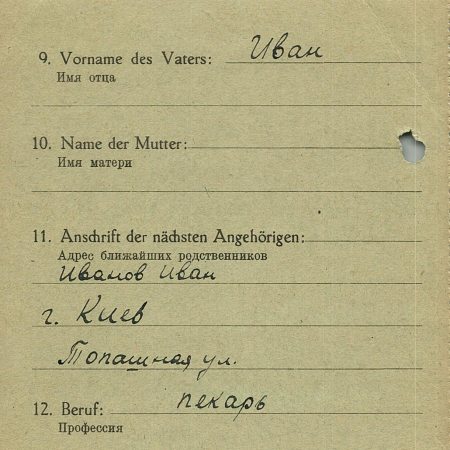 9. Vorname des Vaters: Иван
Имя отца
10. Name der Mutter:
Имя матери
11. Anschrift der nächsten Angehörigen:
Адрес ближайших родственников
Иванов Иван
г. Киев
Топашная ул.
12. Beruf: пекарь
Профессия